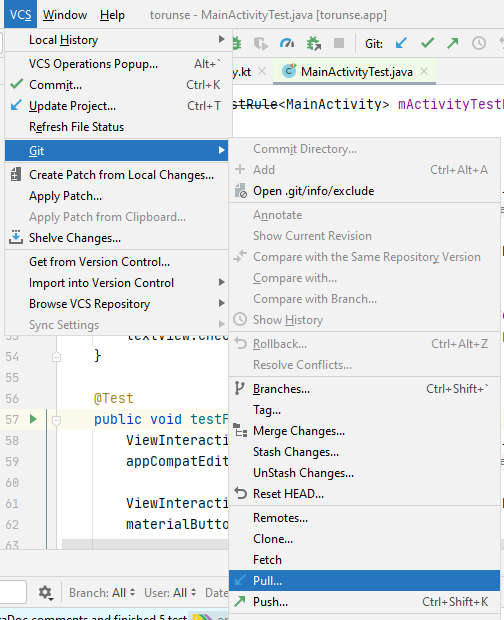 VCS Window Help torunse - MainActivityTest.java [torunse.app]
Git:
y.kt × MainActivityTest.java ×
stRule<MainActivity> mActivityTestR
Local History
VCS Operations Popup... Alt+`
Commit... Ctrl+K
Update Project... Ctrl+T
Refresh File Status
Git
Create Patch from Local Changes...
Apply Patch...
Apply Patch from Clipboard...
Shelve Changes...
Get from Version Control...
Import into Version Control
Browse VCS Repository
Sync Settings
Commit Directory...
Add Ctrl+Alt+A
Open .git/info/exclude
Annotate
Show Current Revision
Compare with the Same Repository Version
Compare with...
Compare with Branch...
Show History
Rollback... Ctrl+Alt+Z
Resolve Conflicts...
Branches... Ctrl+Shift+`
Tag...
Merge Changes...
Stash Changes...
UnStash Changes...
Reset HEAD...
Remotes...
Clone...
Fetch
Pull...
Push... Ctrl+Shift+K
54 }
55
56 @Test
57 public void testF
58 ViewInteracti
59 appCompatEdit
60
61 ViewInteracti
62 materialButto
63
Branch: All User: All Date
aDoc comments and finished 5 test